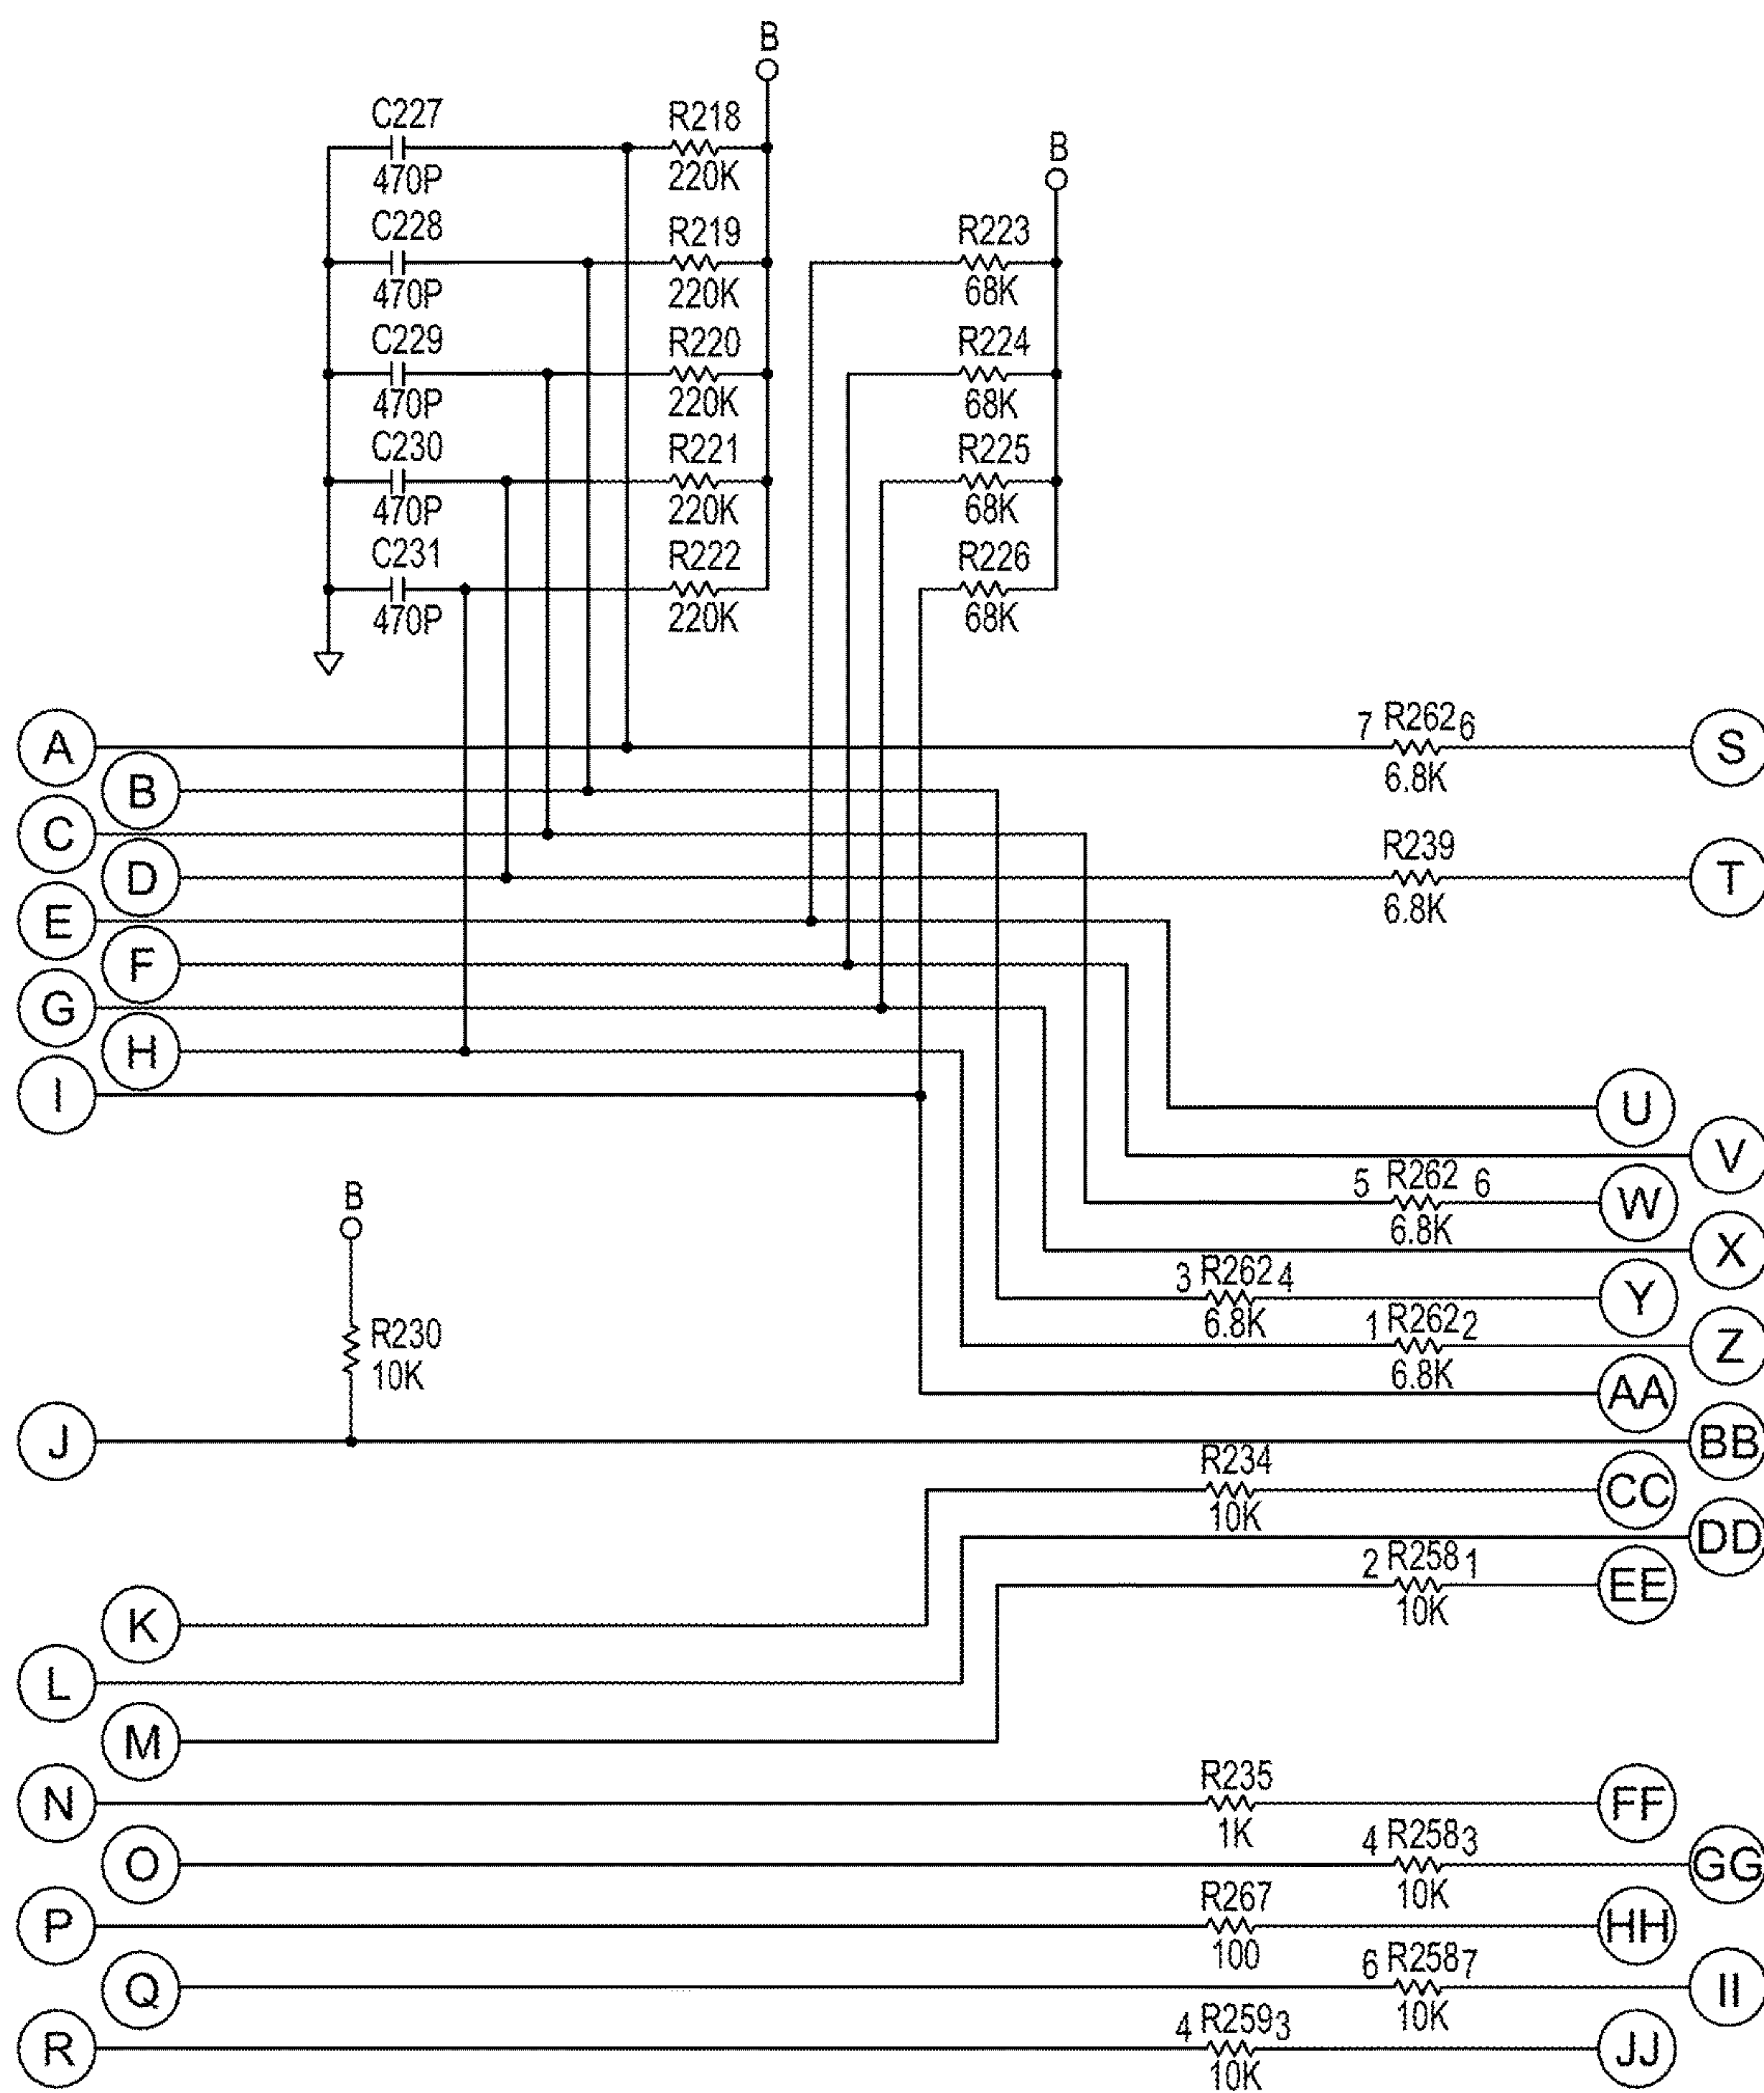 B
C227
R218
470P
220K
B
C228
R219
R223
470P
220K
68K
C229
R220
R224
470P
220K
68K
C230
R221
R225
470P
220K
68K
C231
R222
R226
470P
220K
68K
7 R262 6
A
S
6.8K
B
C
R239
D
T
6.8K
E
F
G
H
I
U
V
5 R262 6
W
6.8K
B
X
3 R262 4
Y
6.8K
1 R262 2
R230
Z
10K
6.8K
AA
J
BB
R234
CC
10K
DD
2 R258 1
EE
10K
K
L
M
R235
N
FF
1K
4 R258 3
O
GG
10K
R267
P
HH
100
6 R258 7
Q
II
10K
4 R259 3
R
JJ
10K